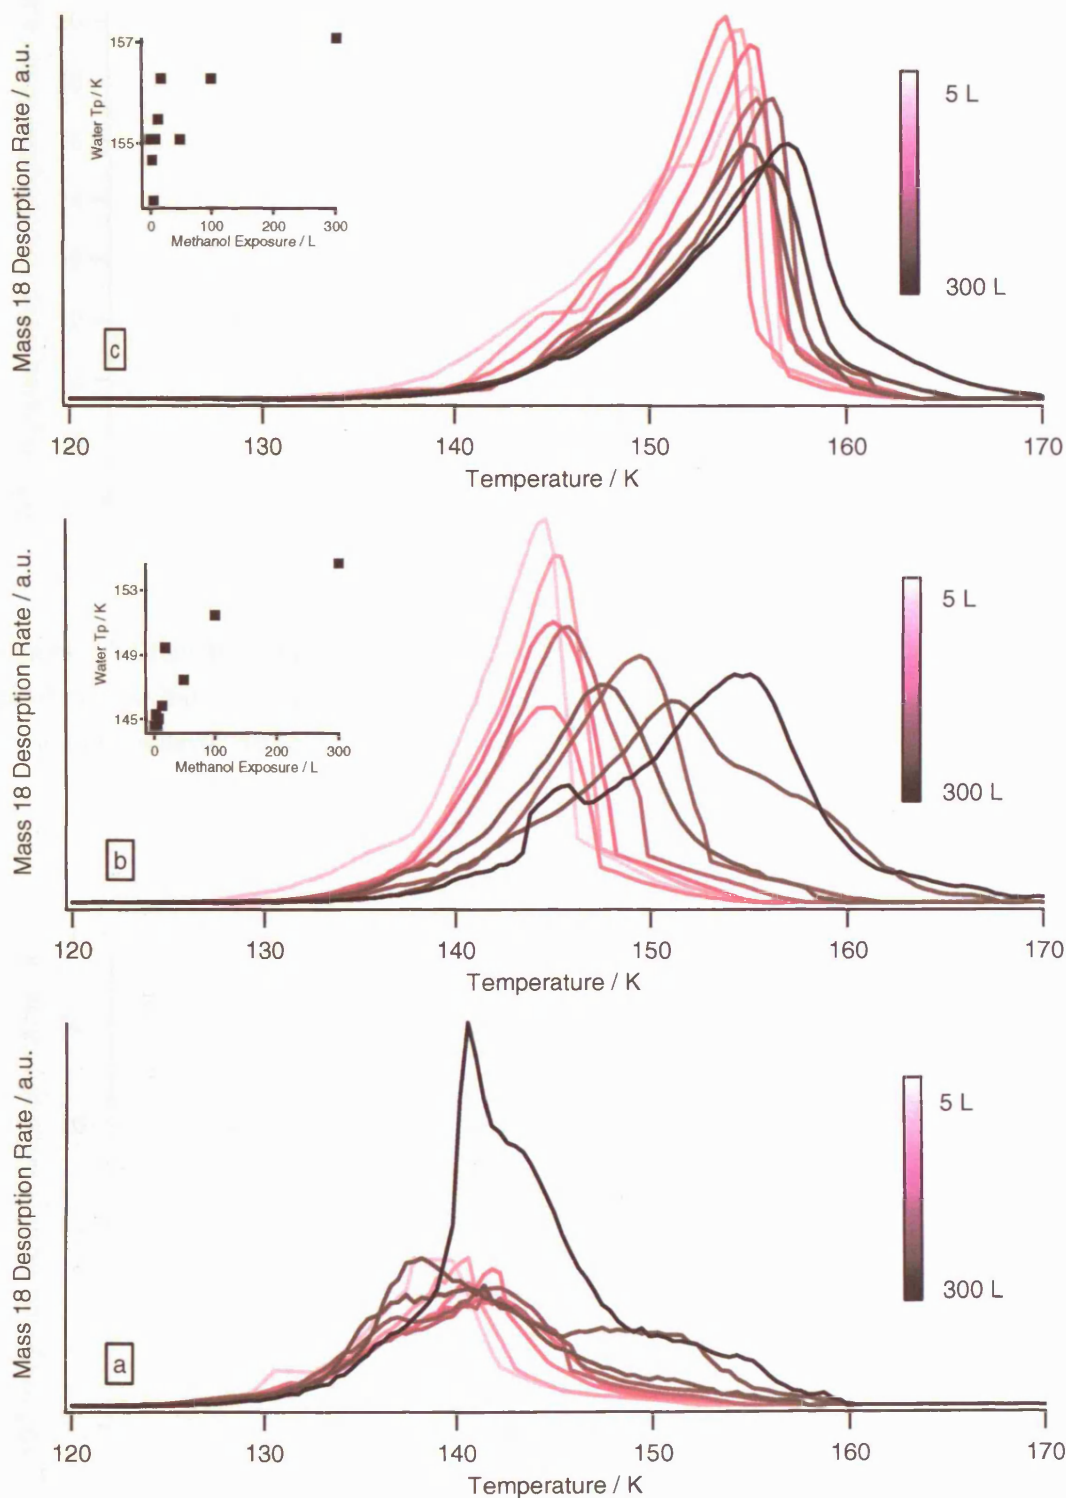 Mass 18 Desorption Rate / a.u.
157
155
Water Tp / K
0 100 200 300
Methanol Exposure / L
5 L
300 L
c
120 130 140 150 160 170
Temperature / K
Mass 18 Desorption Rate / a.u.
153
149
145
Water Tp / K
0 100 200 300
Methanol Exposure / L
5 L
300 L
b
120 130 140 150 160 170
Temperature / K
Mass 18 Desorption Rate / a.u.
5 L
300 L
a
120 130 140 150 160 170
Temperature / K